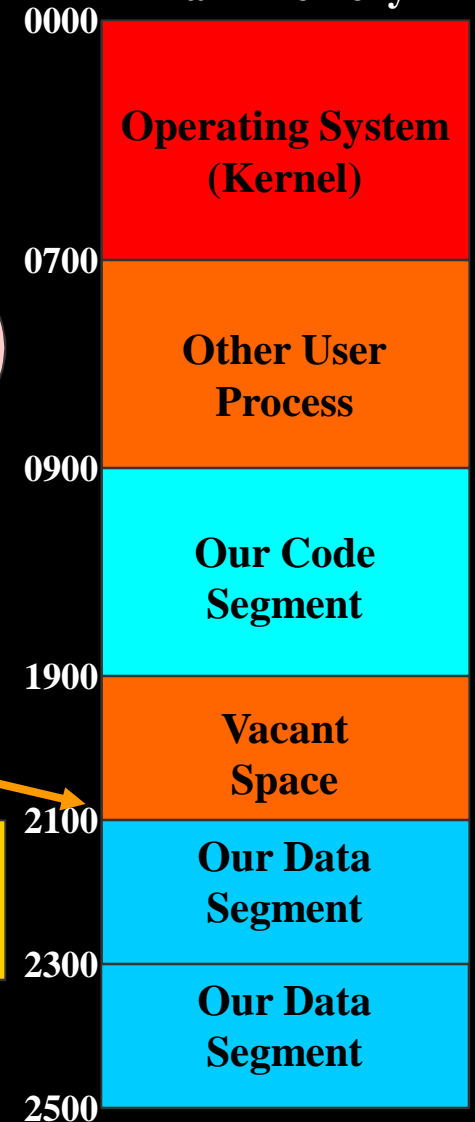 0000
Operating System
(Kernel)
0700
Other User
Process
0900
Our Code
Segment
1900
Vacant
Space
2100
Our Data
Segment
2300
Our Data
Segment
2500